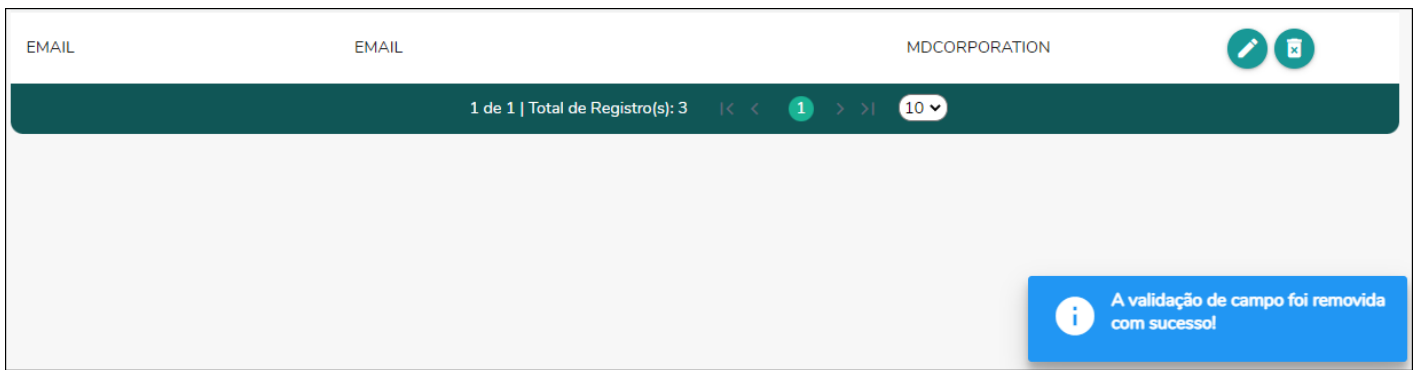 EMAIL EMAIL MDCORPORATION
1 de 1 | Total de Registro(s): 3 |< < 1 > >| 10
A validação de campo foi removida
com sucesso!